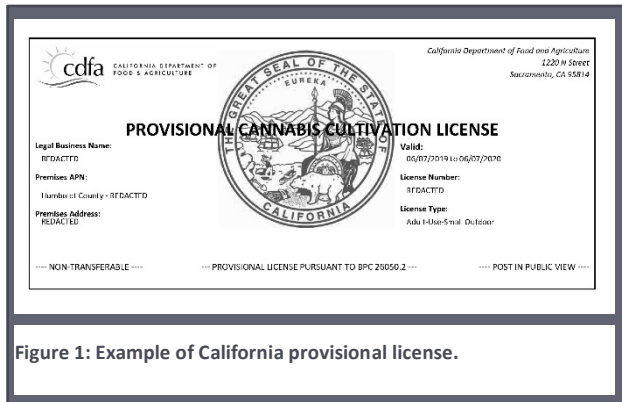 cdfa CALIFORNIA DEPARTMENT OF
FOOD & AGRICULTURE
California Department of Food and Agriculture
1220 N Street
Sacramento, CA 95814
THE GREAT SEAL OF THE STATE OF CALIFORNIA
EUREKA
PROVISIONAL CANNABIS CULTIVATION LICENSE
Legal Business Name:
REDACTED
Premises APN:
Humboldt County - REDACTED
Premises Address:
REDACTED
Valid:
06/07/2019 to 06/07/2020
License Number:
REDACTED
License Type:
Adult-Use-Small Outdoor
---- NON-TRANSFERABLE ---- --- PROVISIONAL LICENSE PURSUANT TO BPC 26050.2 --- ---- POST IN PUBLIC VIEW ----
Figure 1: Example of California provisional license.